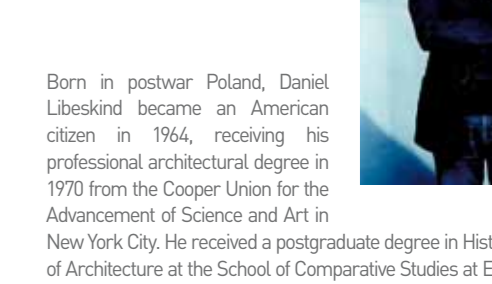 Born in postwar Poland, Daniel
Libeskind became an American
citizen in 1964, receiving his
professional architectural degree in
1970 from the Cooper Union for the
Advancement of Science and Art in
New York City. He received a postgraduate degree in Hist
of Architecture at the School of Comparative Studies at E